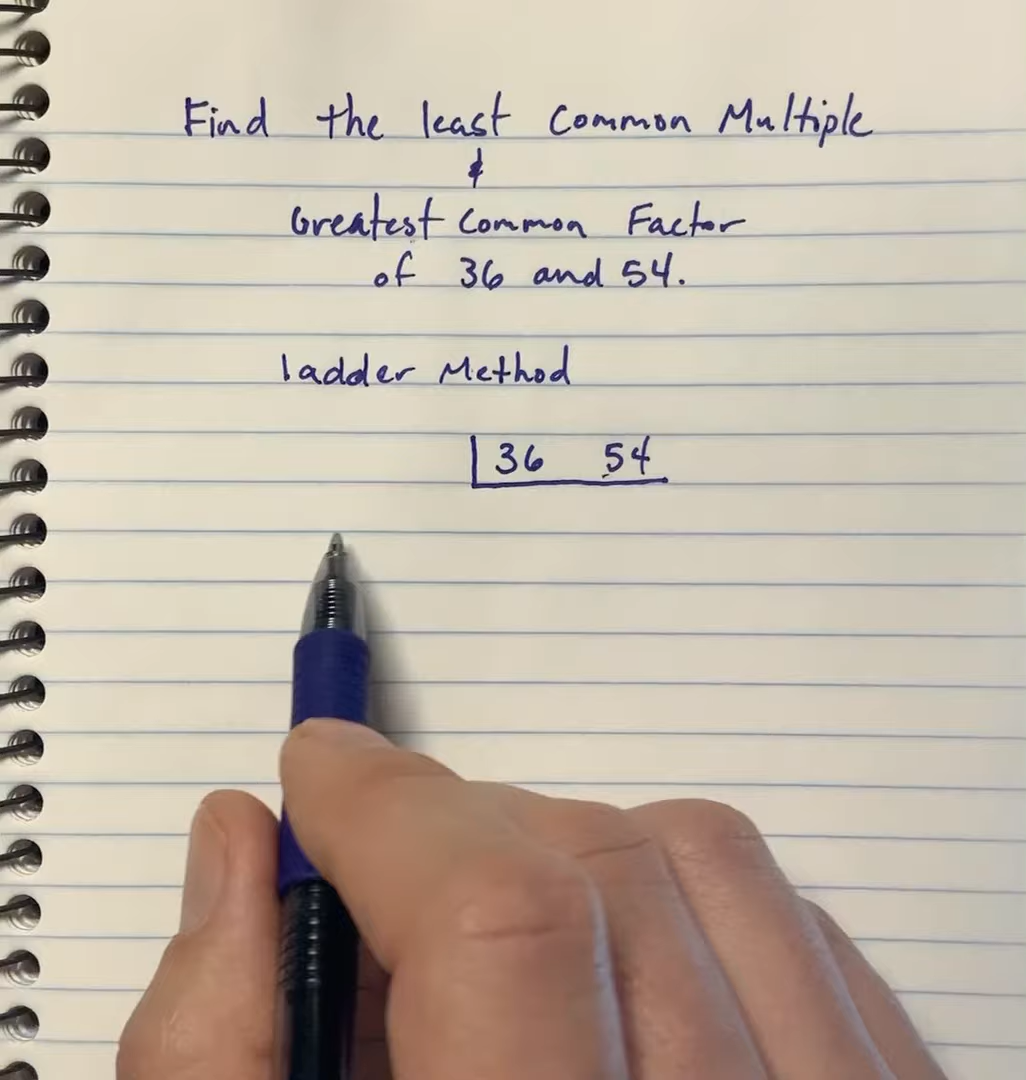 Find the least Common Multiple
&
Greatest Common Factor
of 36 and 54.
ladder Method
36 54